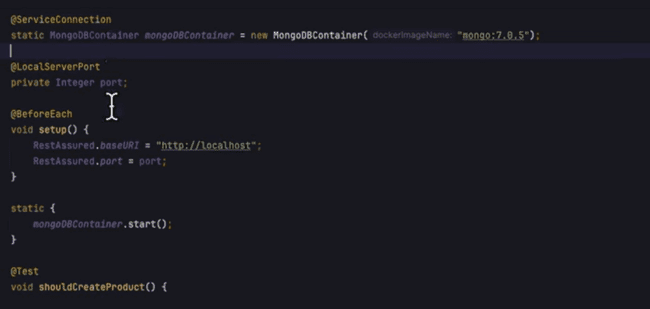 @ServiceConnection
static MongoDBContainer mongoDBContainer = new MongoDBContainer( dockerImageName: "mongo:7.0.5");
@LocalServerPort
private Integer port;
@BeforeEach
void setup() {
RestAssured.baseURI = "http://localhost";
RestAssured.port = port;
}
static {
mongoDBContainer.start();
}
@Test
void shouldCreateProduct() {